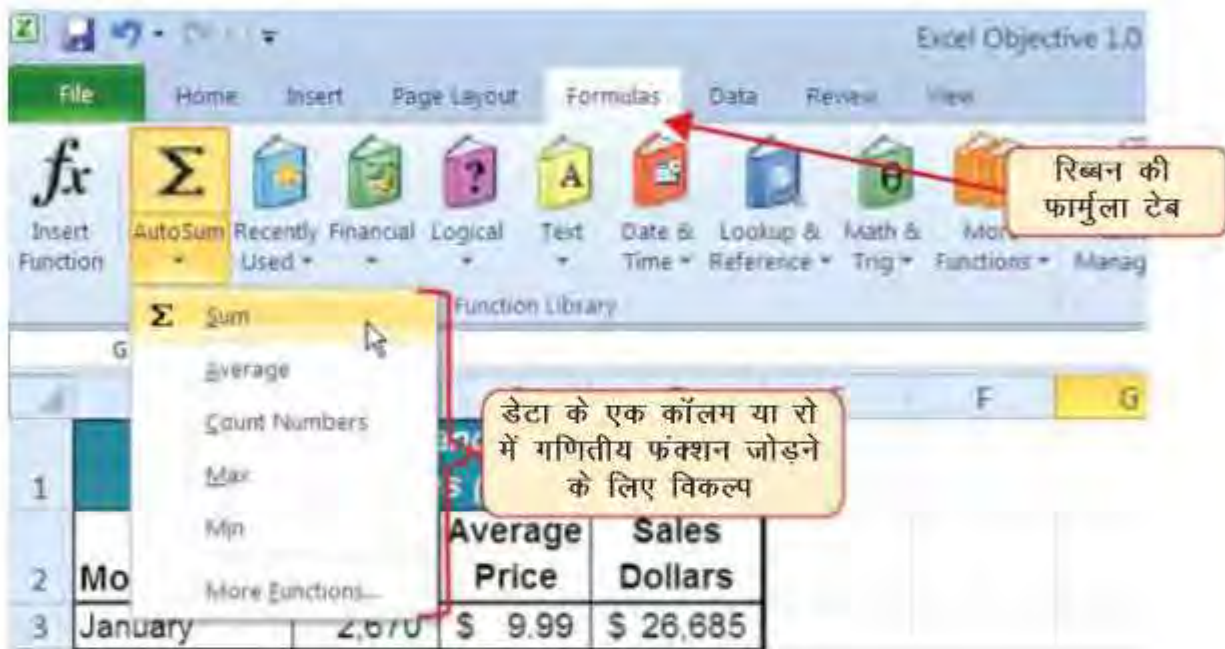 Excel Objective 1.0
File Home Insert Page Layout Formulas Data Review View
fx Σ
Insert Function
AutoSum
Recently Used
Financial
Logical
Text
Date & Time
Lookup & Reference
Math & Trig
More Functions
Manag
रिब्बन की
फार्मुला टेब
Function Library
Σ Sum
Average
Count Numbers
Max
Min
More Functions...
डेटा के एक कॉलम या रो
में गणितीय फंक्शन जोड़ने
के लिए विकल्प
G
F G
1
2 Mo Average Price Sales Dollars
3 January 2,670 $ 9.99 $ 26,685